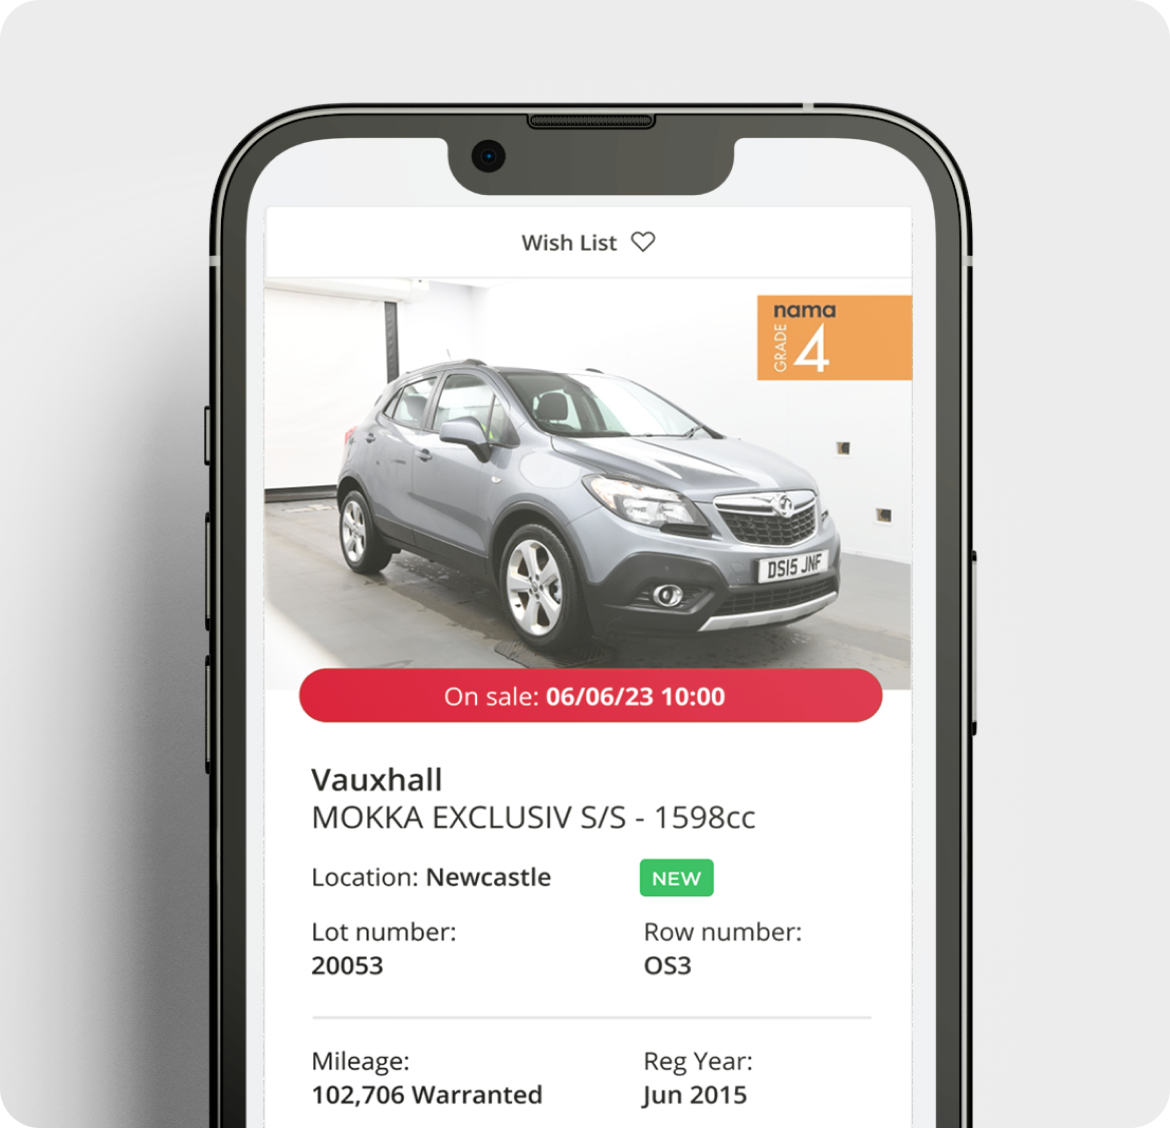 Wish List
nama
GRADE 4
DS15 JNF
On sale: 06/06/23 10:00
Vauxhall
MOKKA EXCLUSIV S/S - 1598cc
Location: Newcastle NEW
Lot number: Row number:
20053 OS3
Mileage: Reg Year:
102,706 Warranted Jun 2015